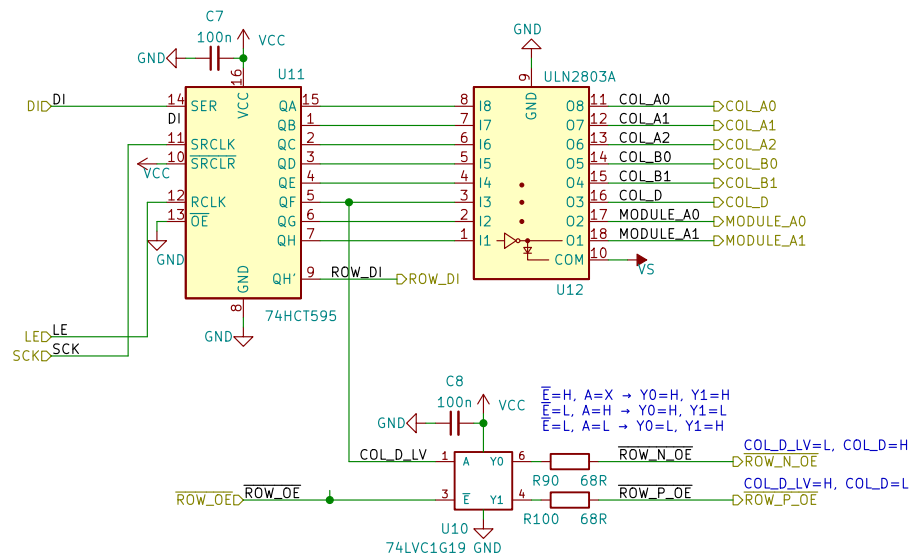 C7
100n
GND
VCC
GND
16
VCC
U11
9
GND
ULN2803A
DI DI
14 SER
QA 15
8 I8
O8 11 COL_A0 COL_A0
DI
QB 1
7 I7
O7 12 COL_A1 COL_A1
11 SRCLK
QC 2
6 I6
O6 13 COL_A2 COL_A2
VCC
10 SRCLR
QD 3
5 I5
O5 14 COL_B0 COL_B0
QE 4
4 I4
O4 15 COL_B1 COL_B1
12 RCLK
QF 5
3 I3
O3 16 COL_D COL_D
13 OE
QG 6
2 I2
O2 17 MODULE_A0 MODULE_A0
GND
QH 7
1 I1
O1 18 MODULE_A1 MODULE_A1
COM 10
VS
GND
8
QH' 9 ROW_DI ROW_DI
U12
74HCT595
GND
LE LE
SCK SCK
C8
100n
GND
VCC
E=H, A=X → Y0=H, Y1=H
E=L, A=H → Y0=H, Y1=L
E=L, A=L → Y0=L, Y1=H
COL_D_LV 1 A
Y0 6
R90 68R
ROW_N_OE
COL_D_LV=L, COL_D=H
ROW_N_OE
ROW_OE ROW_OE 3 E
Y1 4
R100 68R
ROW_P_OE
COL_D_LV=H, COL_D=L
ROW_P_OE
U10
74LVC1G19 GND